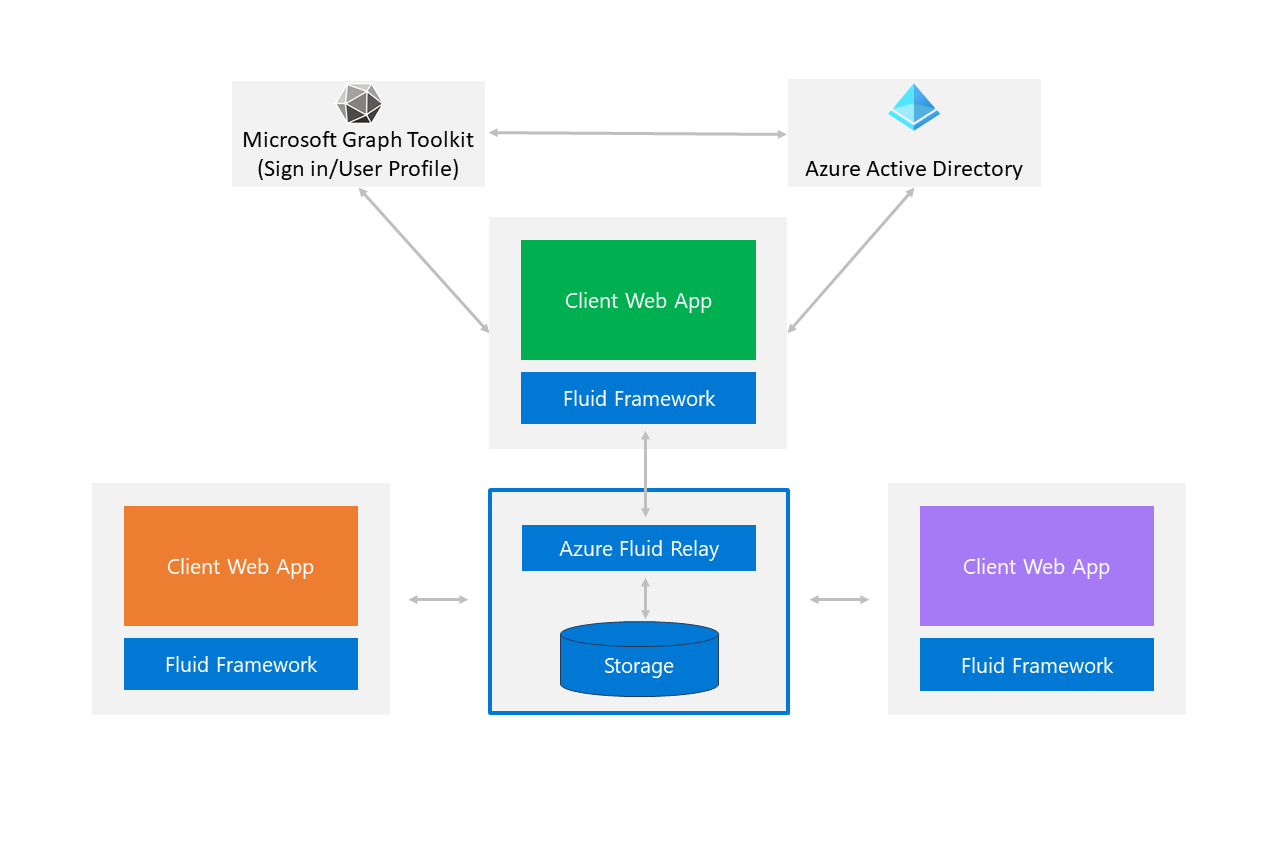 Microsoft Graph Toolkit
(Sign in/User Profile)
Azure Active Directory
Client Web App
Fluid Framework
Client Web App
Fluid Framework
Azure Fluid Relay
Storage
Client Web App
Fluid Framework